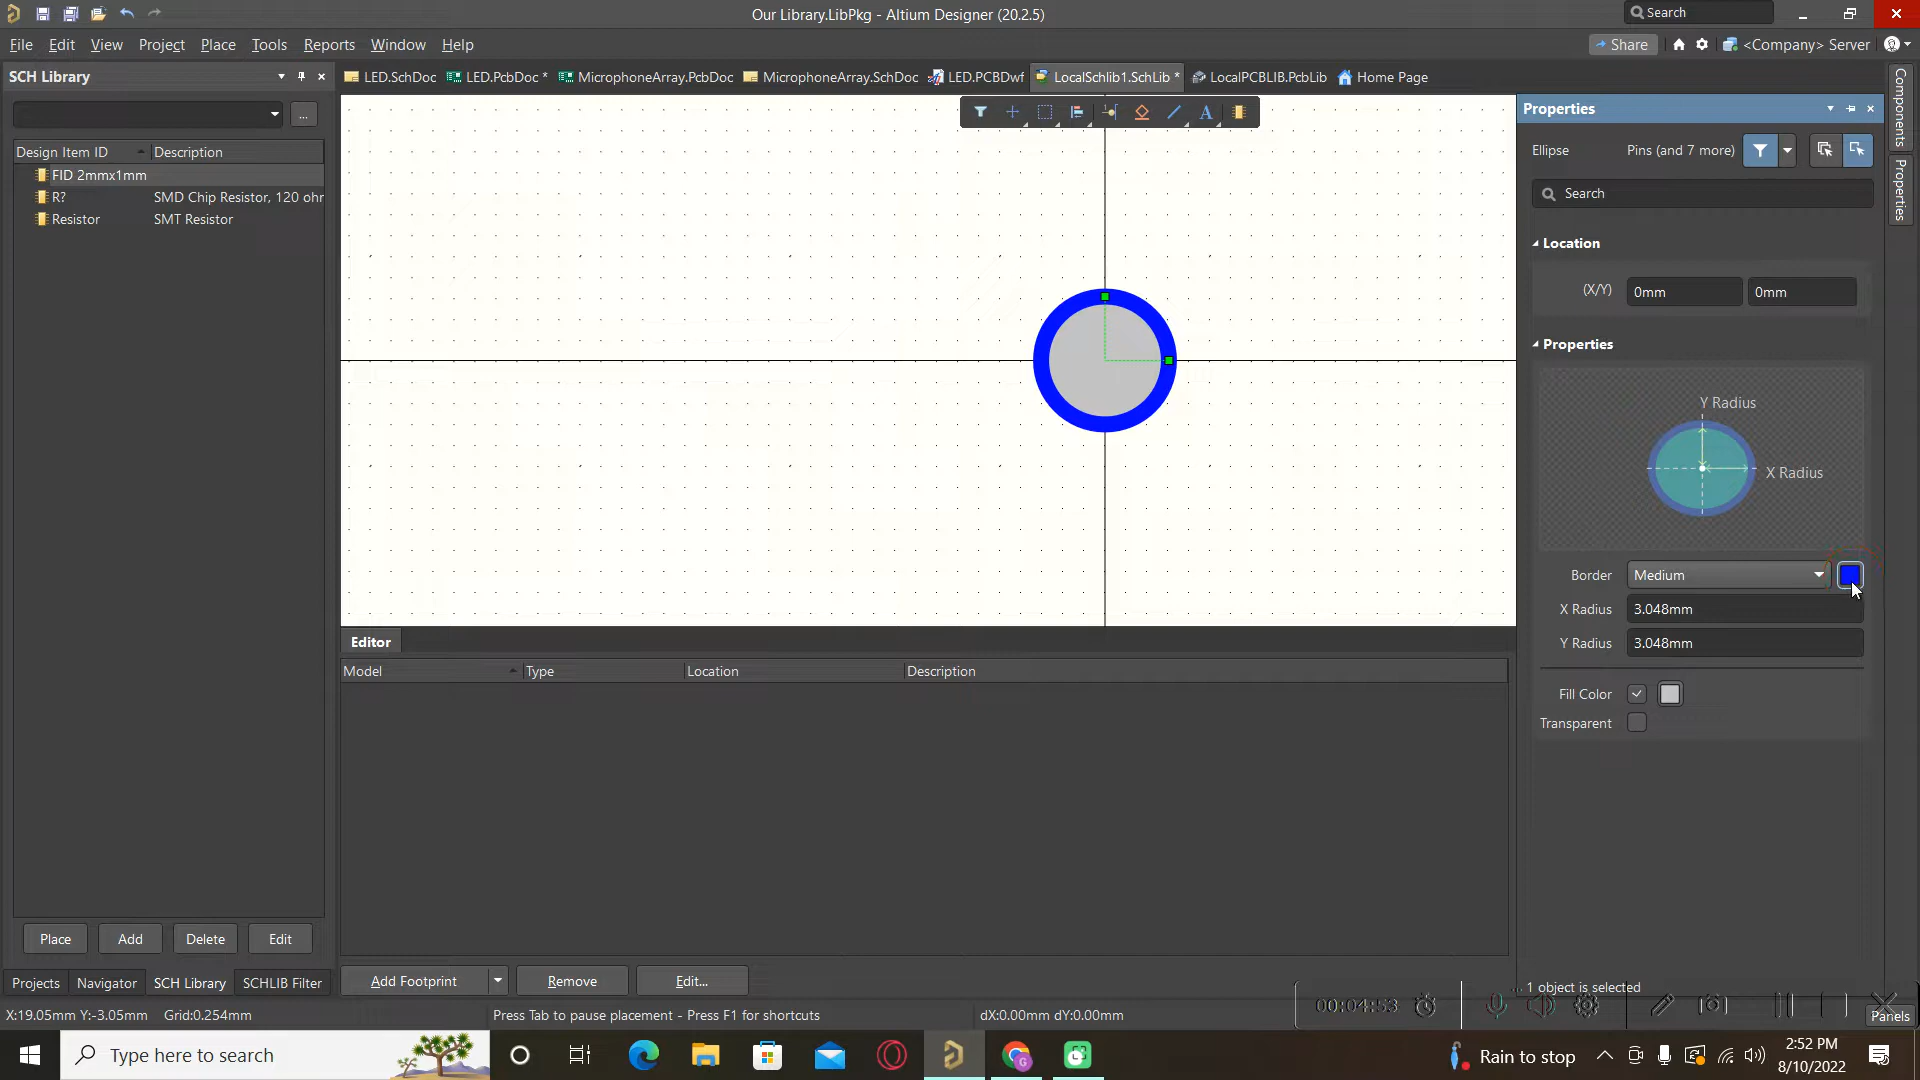 Our Library.LibPkg - Altium Designer (20.2.5)
Search
File Edit View Project Place Tools Reports Window Help
Share
<Company> Server
SCH Library
LED.SchDoc LED.PcbDoc * MicrophoneArray.PcbDoc MicrophoneArray.SchDoc LED.PCBDwf LocalSchlib1.SchLib * LocalPCBLIB.PcbLib Home Page
Components
Properties
...
Design Item ID Description
FID 2mmx1mm
R? SMD Chip Resistor, 120 ohr
Resistor SMT Resistor
A
Properties
Ellipse Pins (and 7 more)
Search
Location
(X/Y) 0mm 0mm
Properties
Y Radius
X Radius
Border Medium
X Radius 3.048mm
Y Radius 3.048mm
Fill Color
Transparent
Editor
Model Type Location Description
Place Add Delete Edit
Projects Navigator SCH Library SCHLIB Filter
Add Footprint Remove Edit...
... 1 object is selected
00:04:53
Panels
X:19.05mm Y:-3.05mm Grid:0.254mm Press Tab to pause placement - Press F1 for shortcuts dX:0.00mm dY:0.00mm
Type here to search
Rain to stop
2:52 PM
8/10/2022